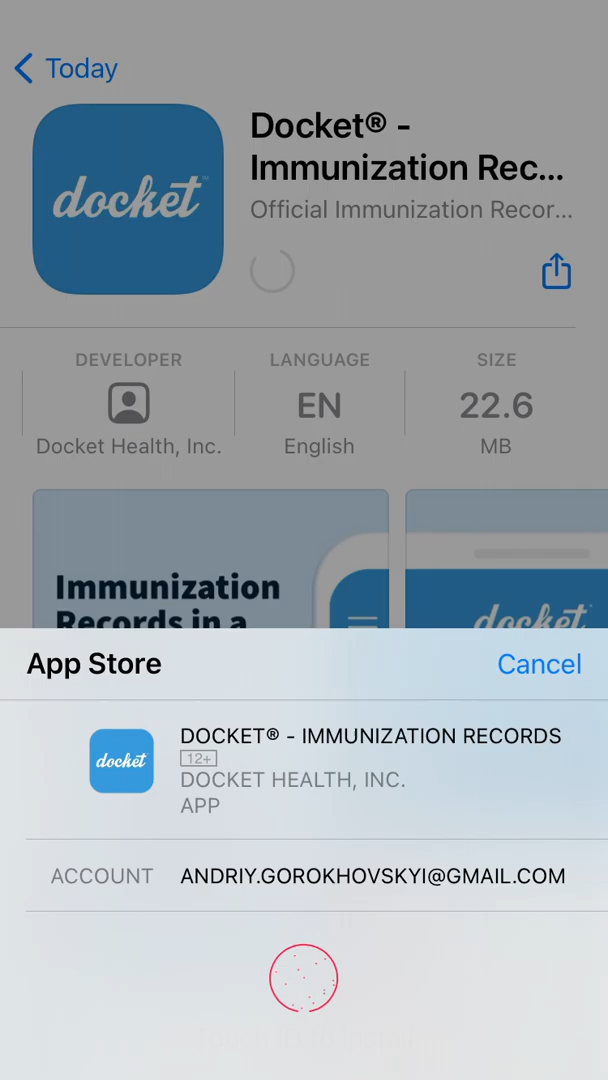 Today
docket™
Docket® -
Immunization Rec...
Official Immunization Recor...
DEVELOPER
LANGUAGE
SIZE
EN
22.6
Docket Health, Inc.
English
MB
Immunization
Records in a
docket
App Store
Cancel
docket
DOCKET® - IMMUNIZATION RECORDS
12+
DOCKET HEALTH, INC.
APP
ACCOUNT
ANDRIY.GOROKHOVSKYI@GMAIL.COM